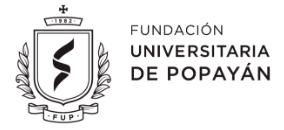 ·1982·
FUP
FUNDACIÓN
UNIVERSITARIA
DE POPAYÁN